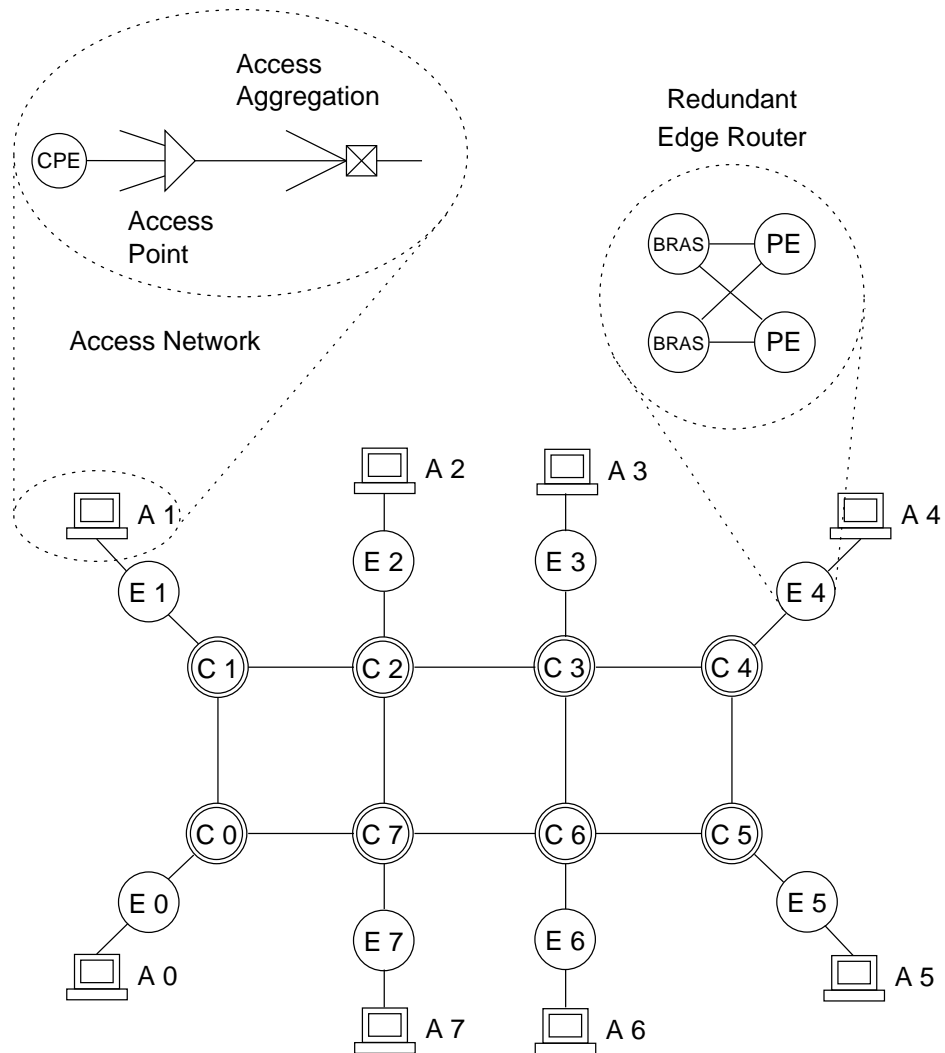 Access
Aggregation
CPE
Access
Point
Access Network
Redundant
Edge Router
BRAS
PE
BRAS
PE
A 1
A 2
A 3
A 4
E 1
E 2
E 3
E 4
C 1
C 2
C 3
C 4
C 0
C 7
C 6
C 5
E 0
E 7
E 6
E 5
A 0
A 7
A 6
A 5